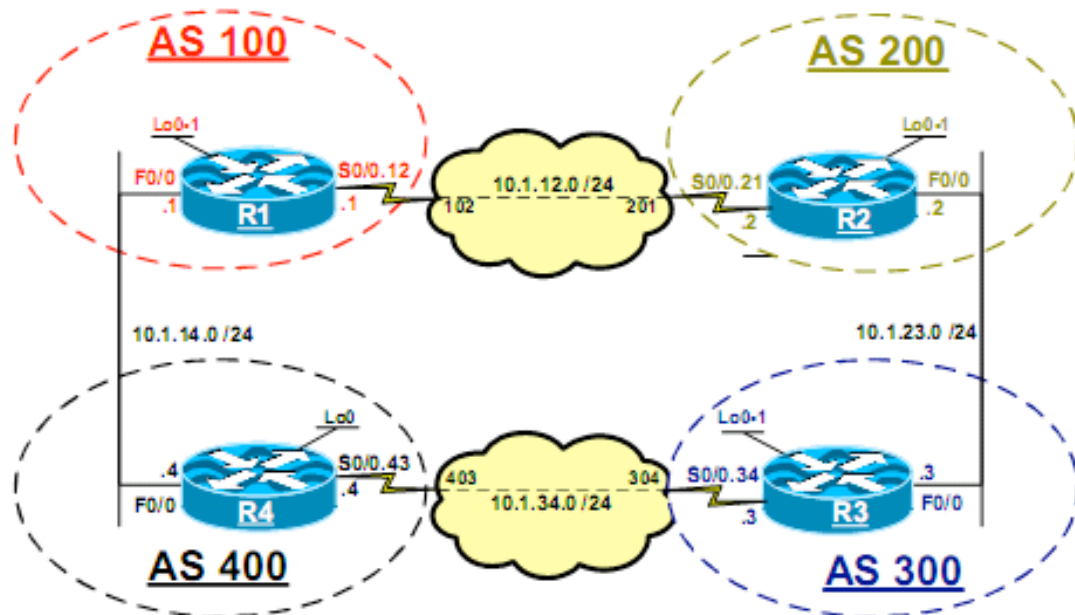 AS 100
AS 200
Lo0-1
Lo0-1
F0/0
S0/0.12
10.1.12.0 /24
S0/0.21
F0/0
.1
R1
.1
102
201
.2
R2
.2
10.1.14.0 /24
10.1.23.0 /24
Lo0
Lo0-1
.4
S0/0.43
403
304
S0/0.34
.3
F0/0
R4
.4
10.1.34.0 /24
.3
R3
F0/0
AS 400
AS 300